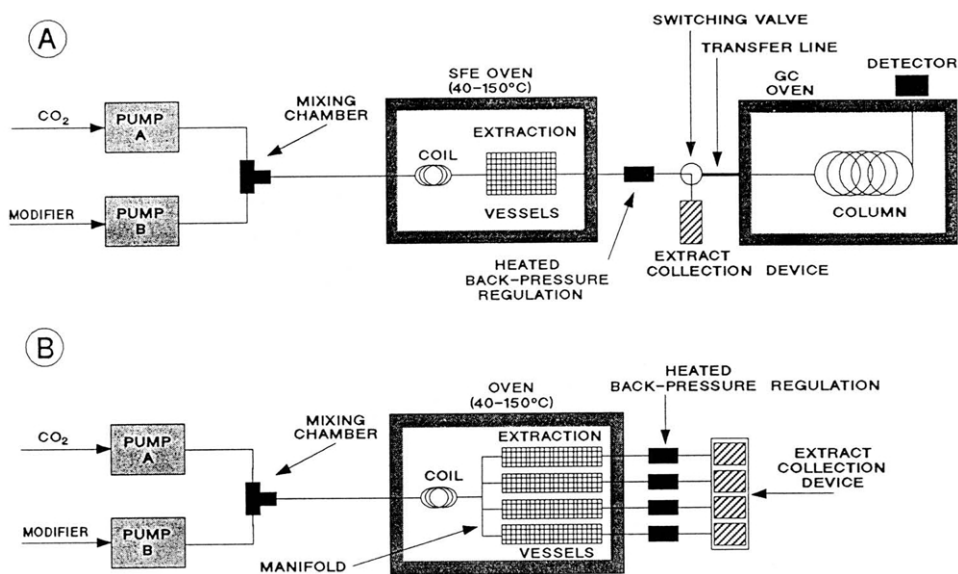 A
SWITCHING VALVE
TRANSFER LINE
DETECTOR
SFE OVEN
(40-150°C)
GC
OVEN
MIXING
CHAMBER
CO₂
PUMP
A
EXTRACTION
COIL
VESSELS
COLUMN
MODIFIER
PUMP
B
HEATED
BACK-PRESSURE
REGULATION
EXTRACT
COLLECTION DEVICE
B
HEATED
BACK-PRESSURE REGULATION
OVEN
(40-150°C)
MIXING
CHAMBER
CO₂
PUMP
A
EXTRACTION
COIL
EXTRACT
COLLECTION
DEVICE
MODIFIER
PUMP
B
VESSELS
MANIFOLD